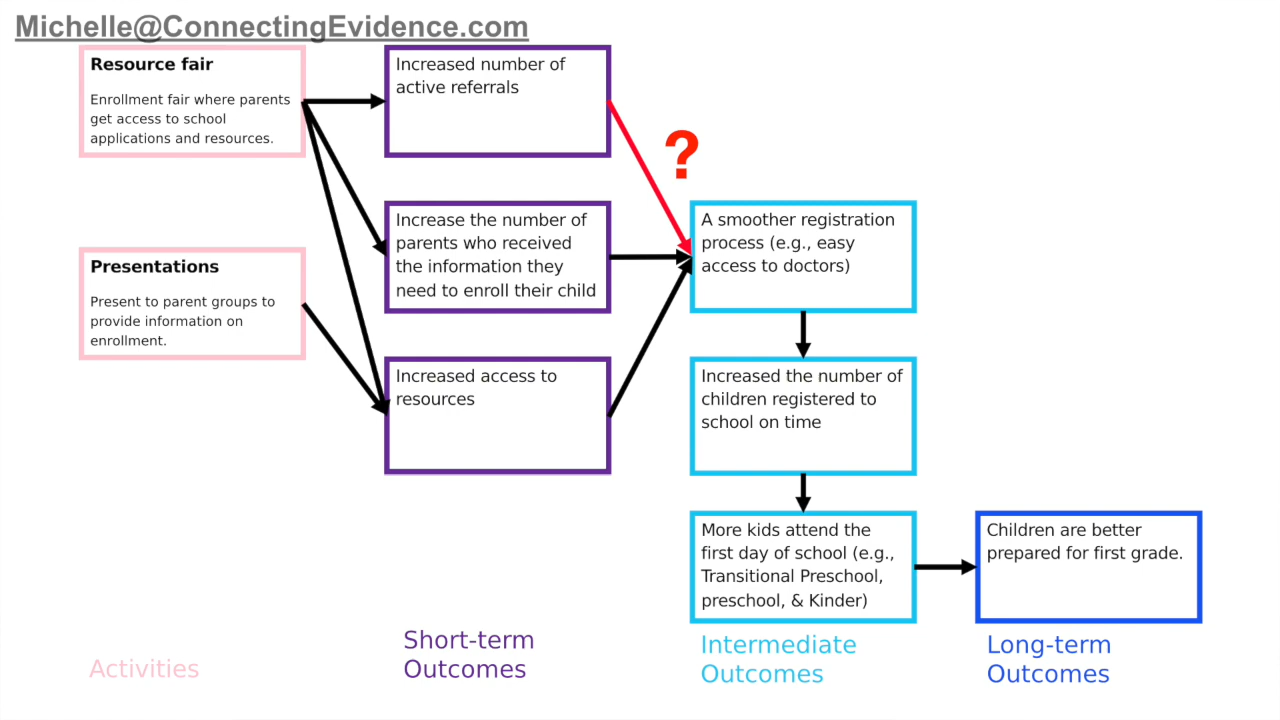 Michelle@ConnectingEvidence.com
Resource fair
Enrollment fair where parents
get access to school
applications and resources.
Presentations
Present to parent groups to
provide information on
enrollment.
Activities
Increased number of
active referrals
Increase the number of
parents who received
the information they
need to enroll their child
Increased access to
resources
Short-term
Outcomes
?
A smoother registration
process (e.g., easy
access to doctors)
Increased the number of
children registered to
school on time
More kids attend the
first day of school (e.g.,
Transitional Preschool,
preschool, & Kinder)
Intermediate
Outcomes
Children are better
prepared for first grade.
Long-term
Outcomes